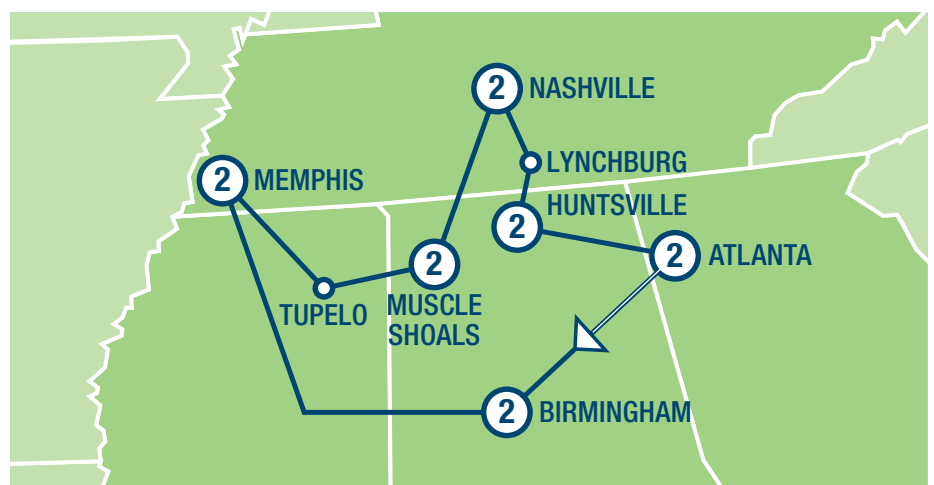 2 NASHVILLE
LYNCHBURG
2 MEMPHIS
HUNTSVILLE
2
2 ATLANTA
2
TUPELO
MUSCLE
SHOALS
2 BIRMINGHAM